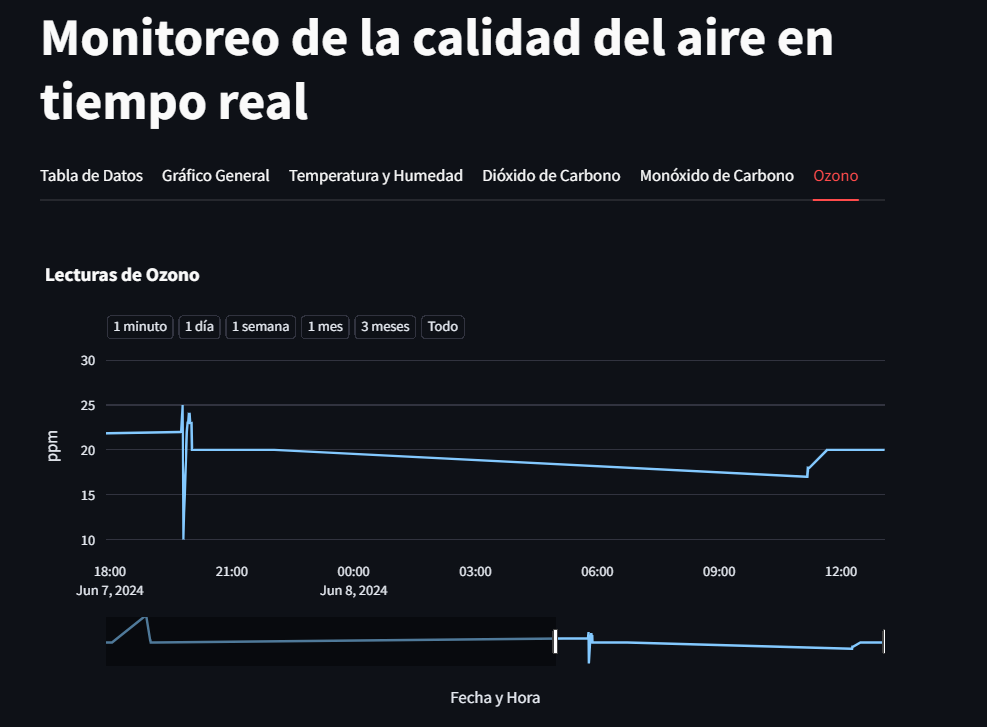 Monitoreo de la calidad del aire en
tiempo real
Tabla de Datos Gráfico General Temperatura y Humedad Dióxido de Carbono Monóxido de Carbono Ozono
Lecturas de Ozono
1 minuto 1 día 1 semana 1 mes 3 meses Todo
30
25
20
15
10
ppm
18:00 21:00 00:00 03:00 06:00 09:00 12:00
Jun 7, 2024 Jun 8, 2024
Fecha y Hora